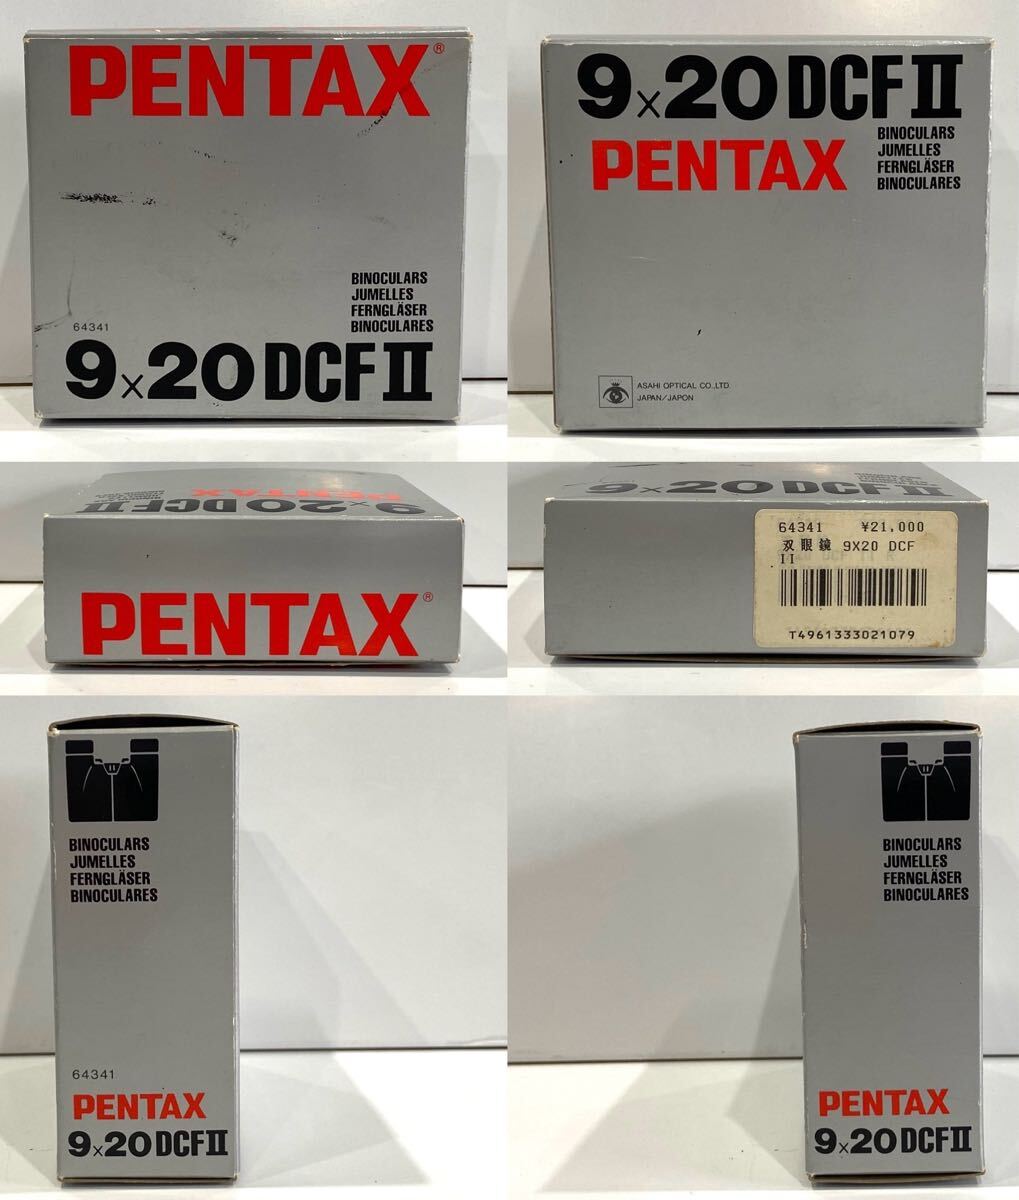 PENTAX®
BINOCULARS
JUMELLES
FERNGLÄSER
BINOCULARES
64341
9×20 DCF II
9×20 DCF II
PENTAX
BINOCULARS
JUMELLES
FERNGLÄSER
BINOCULARES
ASAHI OPTICAL CO.,LTD.
JAPAN/JAPON
PENTAX
9×20 DCF II
PENTAX®
9×20 DCF II
64341 ¥21,000
双眼鏡 9X20 DCF
II
T4961333021079
BINOCULARS
JUMELLES
FERNGLÄSER
BINOCULARES
64341
PENTAX
9×20 DCF II
BINOCULARS
JUMELLES
FERNGLÄSER
BINOCULARES
PENTAX
9×20 DCF II